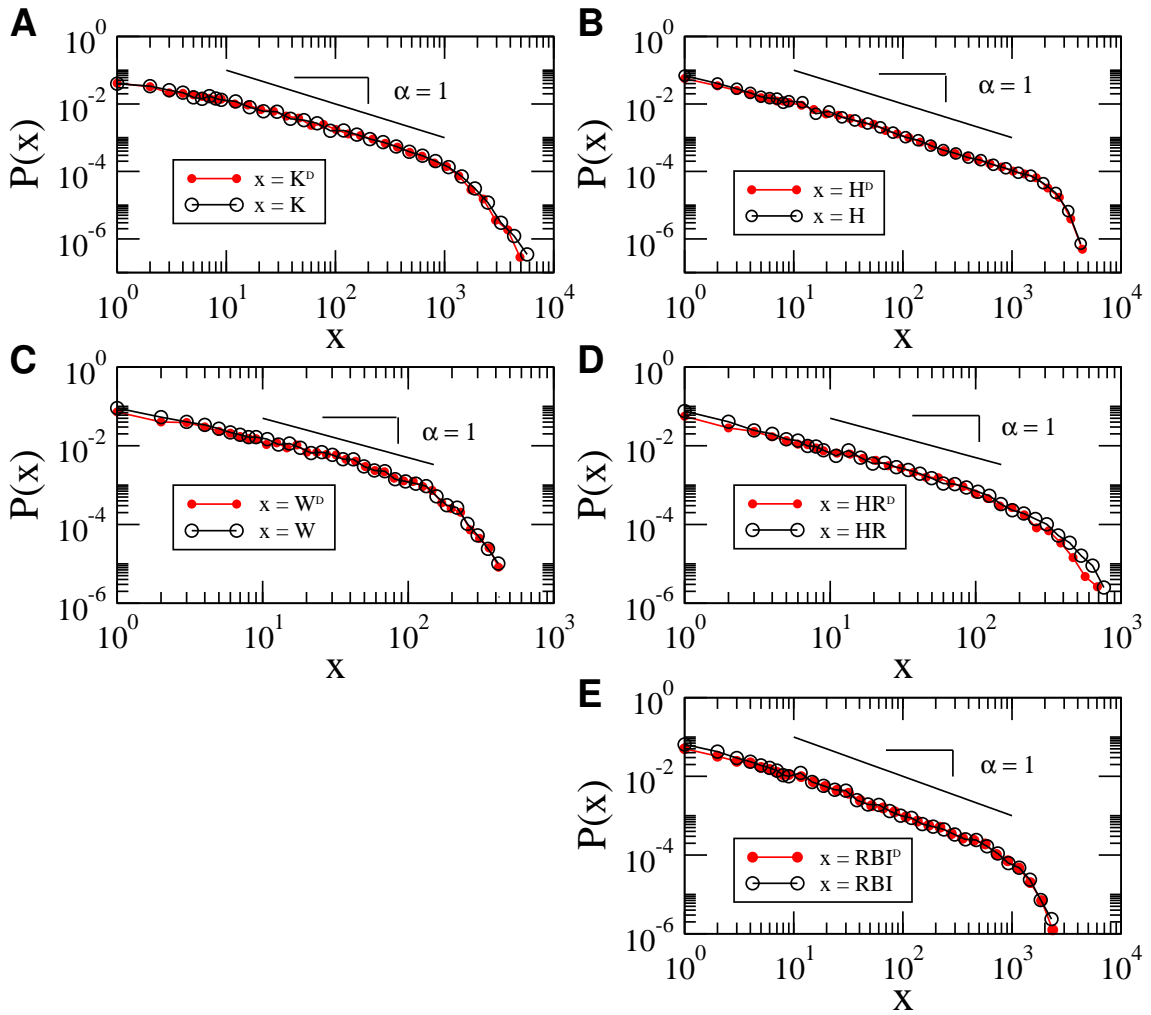 A
10^0
10^-2
10^-4
10^-6
P(x)
α = 1
x = K^D
x = K
10^0 10^1 10^2 10^3 10^4
x
B
10^0
10^-2
10^-4
10^-6
P(x)
α = 1
x = H^D
x = H
10^0 10^1 10^2 10^3 10^4
x
C
10^0
10^-2
10^-4
10^-6
P(x)
α = 1
x = W^D
x = W
10^0 10^1 10^2 10^3
x
D
10^0
10^-2
10^-4
10^-6
P(x)
α = 1
x = HR^D
x = HR
10^0 10^1 10^2 10^3
x
E
10^0
10^-2
10^-4
10^-6
P(x)
α = 1
x = RBI^D
x = RBI
10^0 10^1 10^2 10^3 10^4
x